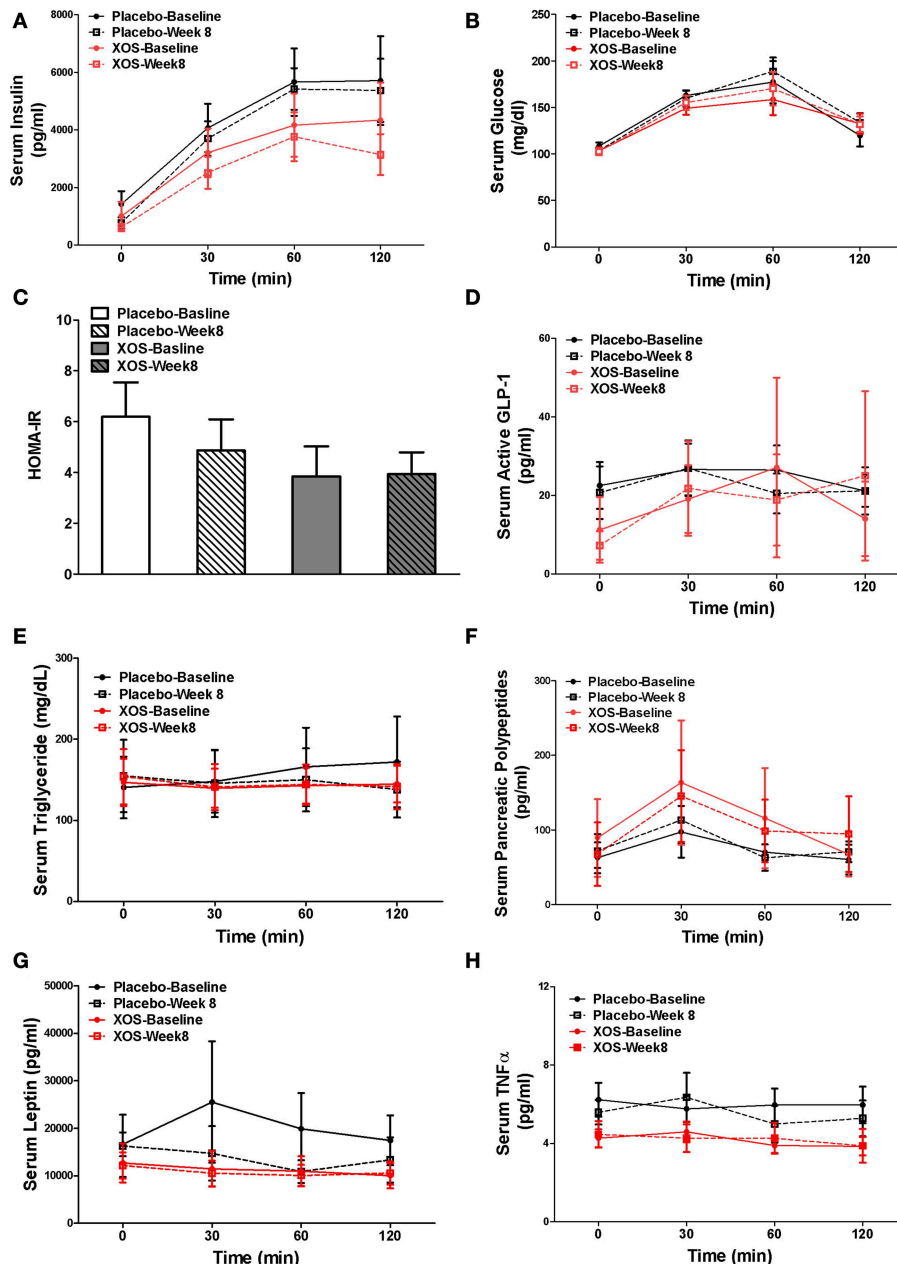 A
Placebo-Baseline
Placebo-Week 8
XOS-Baseline
XOS-Week8
Serum Insulin
(pg/ml)
8000
6000
4000
2000
0
0 30 60 120
Time (min)
B
Placebo-Baseline
Placebo-Week 8
XOS-Baseline
XOS-Week8
Serum Glucose
(mg/dl)
250
200
150
100
50
0
0 30 60 120
Time (min)
C
Placebo-Basline
Placebo-Week8
XOS-Basline
XOS-Week8
HOMA-IR
10
8
6
4
2
0
D
Placebo-Baseline
Placebo-Week 8
XOS-Baseline
XOS-Week8
Serum Active GLP-1
(pg/ml)
60
40
20
0
0 30 60 120
Time (min)
E
Placebo-Baseline
Placebo-Week 8
XOS-Baseline
XOS-Week8
Serum Triglyceride (mg/dL)
300
200
100
0
0 30 60 120
Time (min)
F
Placebo-Baseline
Placebo-Week 8
XOS-Baseline
XOS-Week8
Serum Pancreatic Polypeptides
(pg/ml)
300
200
100
0
0 30 60 120
Time (min)
G
Placebo-Baseline
Placebo-Week 8
XOS-Baseline
XOS-Week8
Serum Leptin (pg/ml)
50000
40000
30000
20000
10000
0
0 30 60 120
Time (min)
H
Placebo-Baseline
Placebo-Week 8
XOS-Baseline
XOS-Week8
Serum TNFα
(pg/ml)
12
8
4
0
0 30 60 120
Time (min)